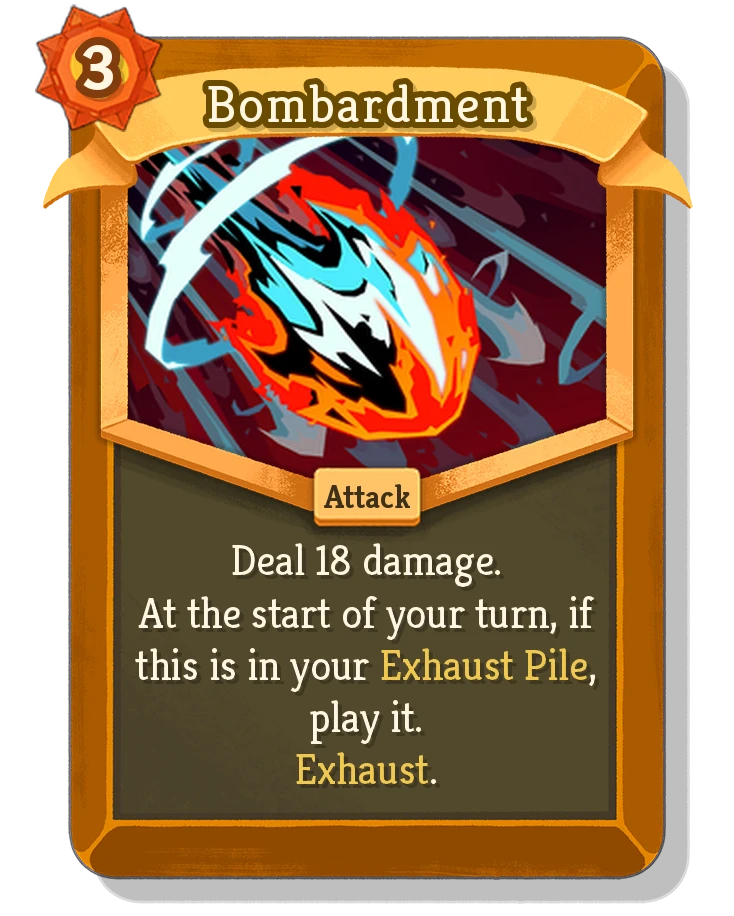 3
Bombardment
Attack
Deal 18 damage.
At the start of your turn, if
this is in your Exhaust Pile,
play it.
Exhaust.